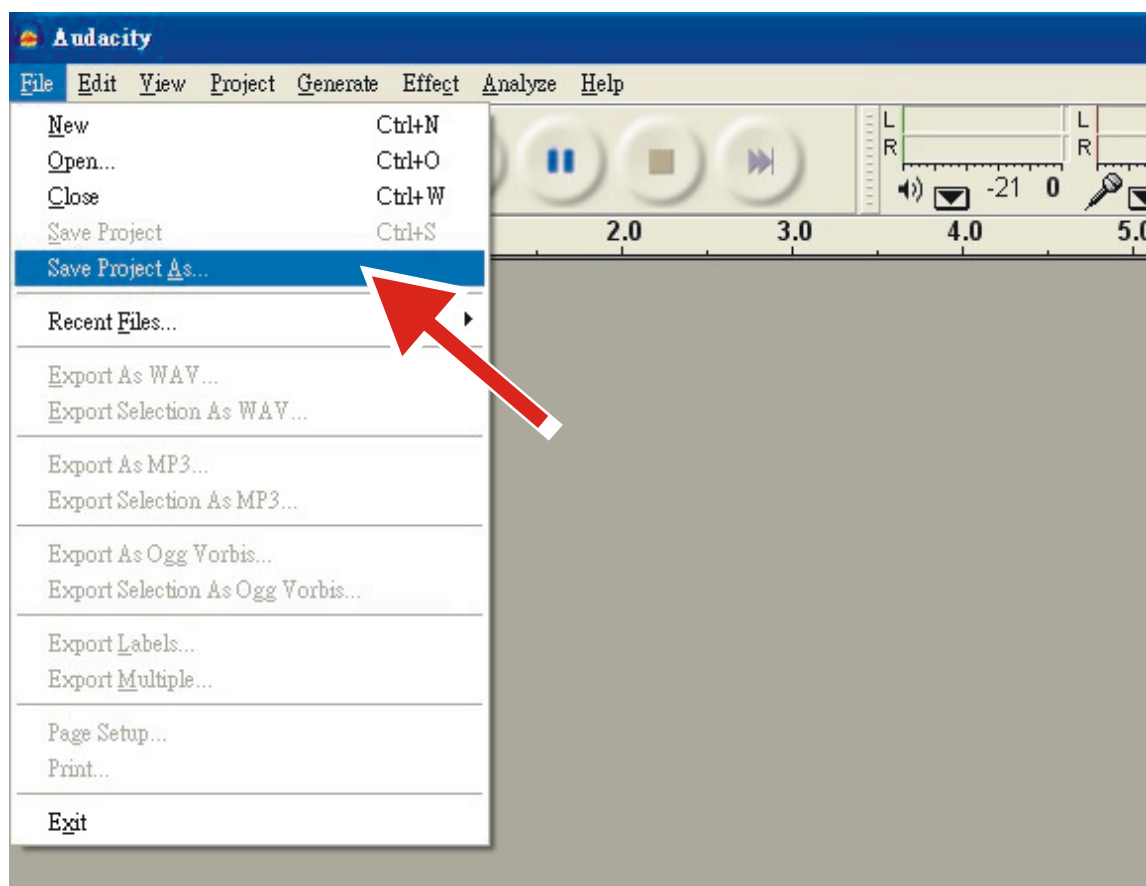 Audacity
File Edit View Project Generate Effect Analyze Help
New Ctrl+N
Open... Ctrl+O
Close Ctrl+W
Save Project Ctrl+S
Save Project As...
Recent Files...
Export As WAV...
Export Selection As WAV...
Export As MP3...
Export Selection As MP3...
Export As Ogg Vorbis...
Export Selection As Ogg Vorbis...
Export Labels...
Export Multiple...
Page Setup...
Print...
Exit
L L
R R
-21 0
2.0 3.0 4.0 5.0